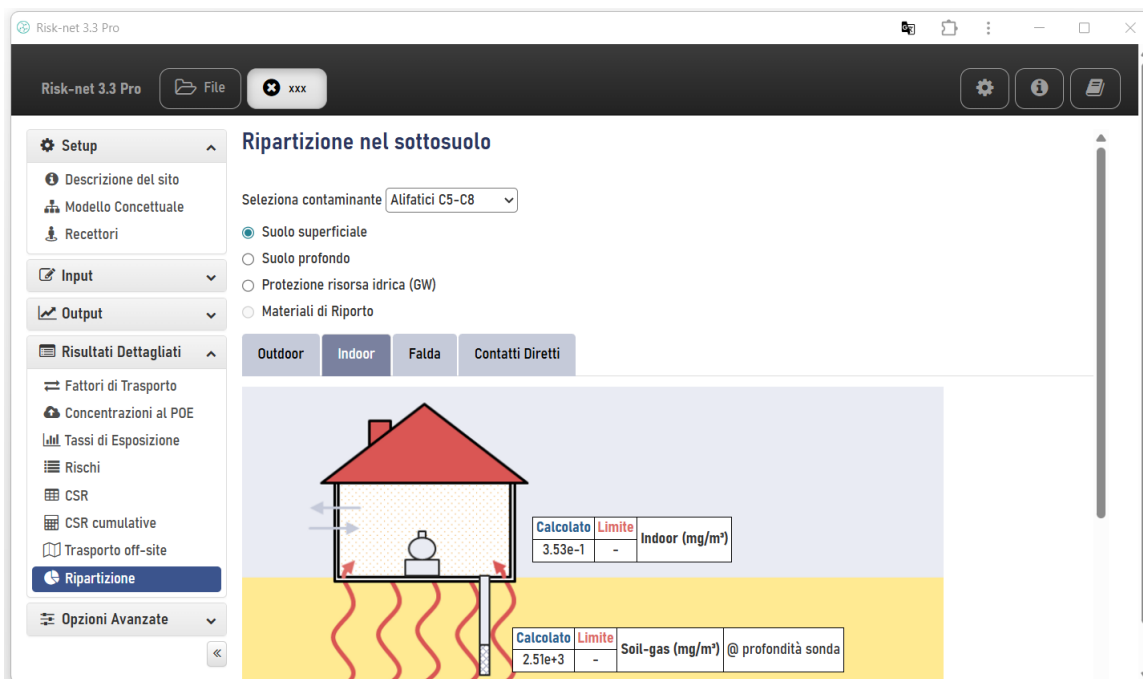 Risk-net 3.3 Pro
Risk-net 3.3 Pro
File
xxx
Setup
Descrizione del sito
Modello Concettuale
Recettori
Input
Output
Risultati Dettagliati
Fattori di Trasporto
Concentrazioni al POE
Tassi di Esposizione
Rischi
CSR
CSR cumulative
Trasporto off-site
Ripartizione
Opzioni Avanzate
«
Ripartizione nel sottosuolo
Seleziona contaminante Alifatici C5-C8
Suolo superficiale
Suolo profondo
Protezione risorsa idrica (GW)
Materiali di Riporto
Outdoor Indoor Falda Contatti Diretti
Calcolato Limite Indoor (mg/m³)
3.53e-1 -
Calcolato Limite Soil-gas (mg/m³) @ profondità sonda
2.51e+3 -